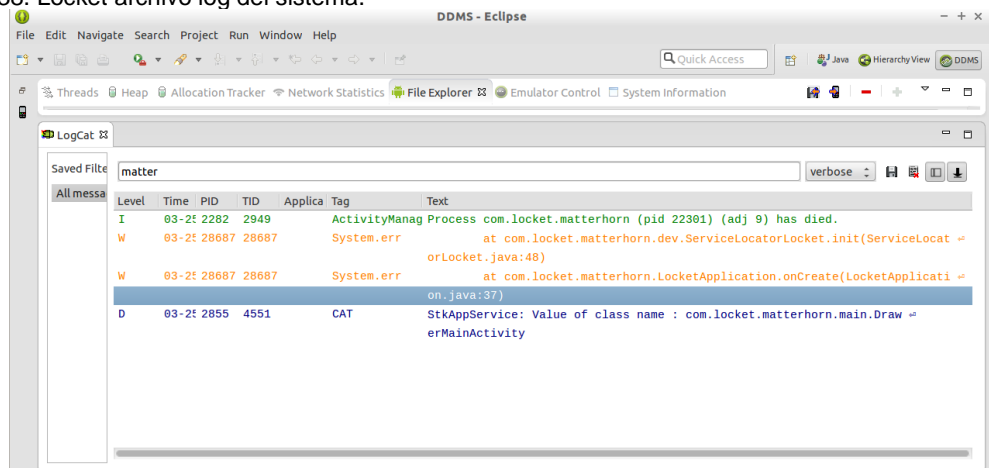 Locket archivo log del sistema.
DDMS - Eclipse
File Edit Navigate Search Project Run Window Help
Quick Access
Java Hierarchy View DDMS
Threads Heap Allocation Tracker Network Statistics File Explorer Emulator Control System Information
LogCat
Saved Filte
matter
verbose
All messa
Level Time PID TID Applica Tag Text
I 03-25 2282 2949 ActivityManag Process com.locket.matterhorn (pid 22301) (adj 9) has died.
W 03-25 28687 28687 System.err at com.locket.matterhorn.dev.ServiceLocatorLocket.init(ServiceLocat
orLocket.java:48)
W 03-25 28687 28687 System.err at com.locket.matterhorn.LocketApplication.onCreate(LocketApplicati
on.java:37)
D 03-25 2855 4551 CAT StkAppService: Value of class name : com.locket.matterhorn.main.Draw
erMainActivity